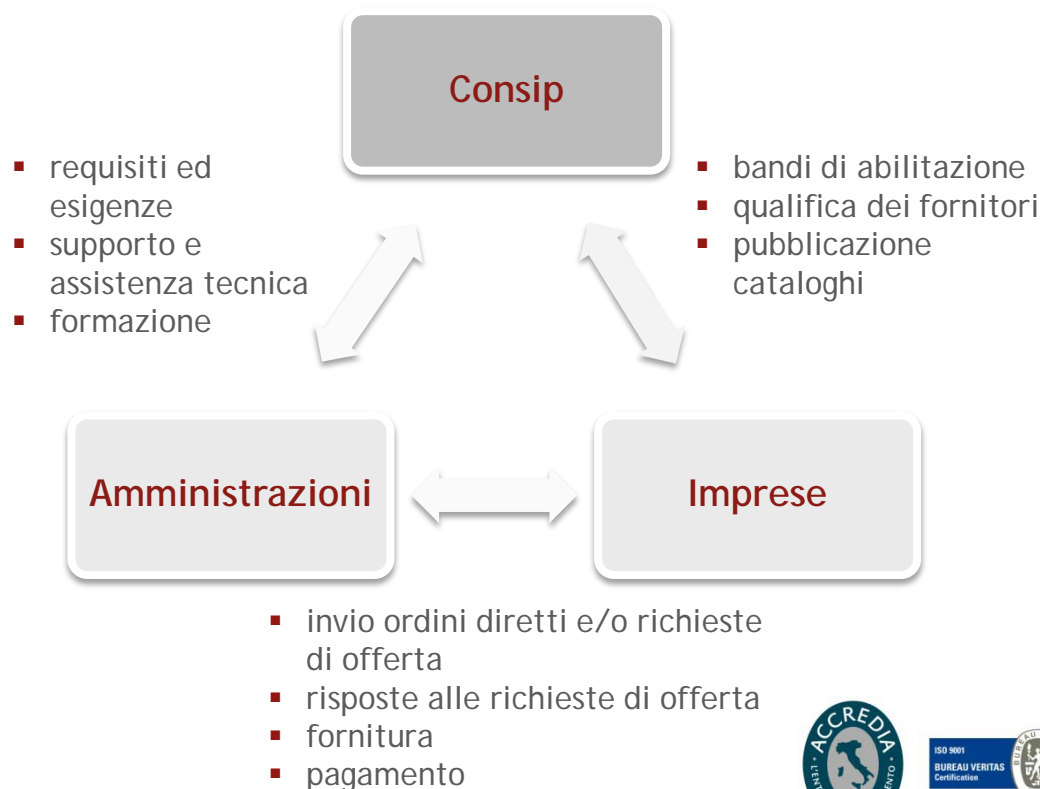 Consip
▪ requisiti ed
esigenze
▪ supporto e
assistenza tecnica
▪ formazione
▪ bandi di abilitazione
▪ qualifica dei fornitori
▪ pubblicazione
cataloghi
Amministrazioni
Imprese
▪ invio ordini diretti e/o richieste
di offerta
▪ risposte alle richieste di offerta
▪ fornitura
▪ pagamento
ACCREDIA
ISO 9001
BUREAU VERITAS
Certification